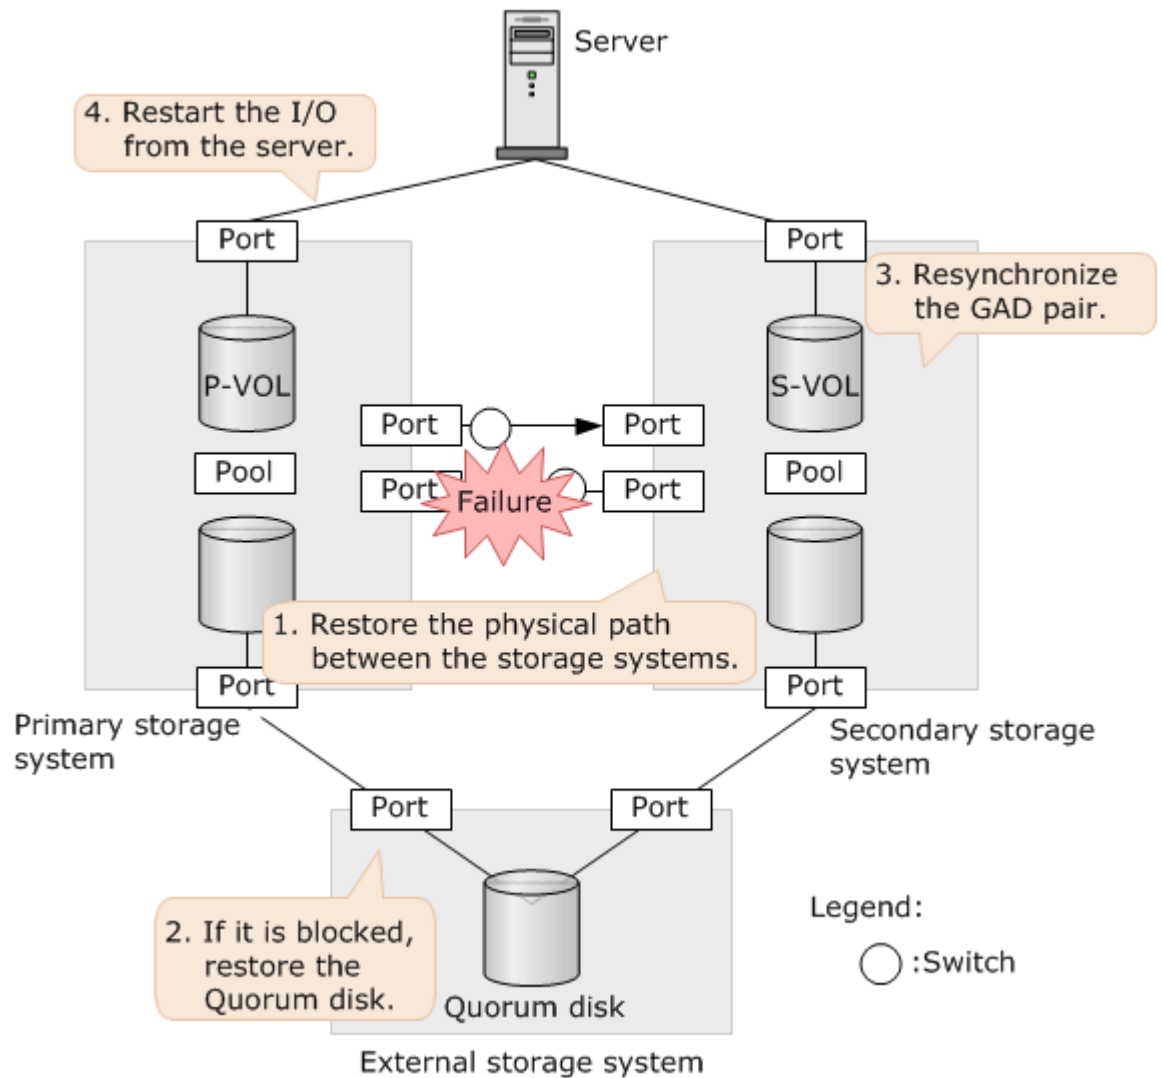 Server
4. Restart the I/O
from the server.
Port
Port
3. Resynchronize
the GAD pair.
P-VOL
S-VOL
Port
Port
Pool
Pool
Port
Failure
Port
1. Restore the physical path
between the storage systems.
Port
Port
Primary storage
system
Secondary storage
system
Port
Port
2. If it is blocked,
restore the
Quorum disk.
Quorum disk
Legend:
:Switch
External storage system